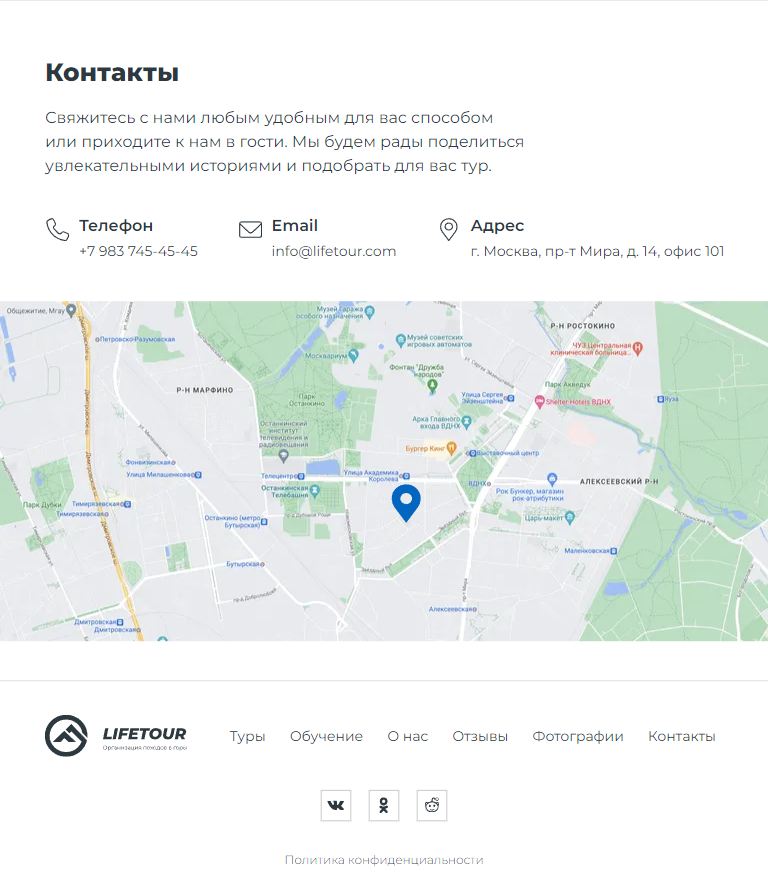 Контакты
Свяжитесь с нами любым удобным для вас способом
или приходите к нам в гости. Мы будем рады поделиться
увлекательными историями и подобрать для вас тур.
Телефон
+7 983 745-45-45
Email
info@lifetour.com
Адрес
г. Москва, пр-т Мира, д. 14, офис 101
Общежитие, Мгау
Музей Гаража
особого назначения
Р-Н РОСТОКИНО
Петровско-Разумовская
Музей советских
игровых автоматов
ЧУЗ Центральная
клиническая больница...
Москвариум
Фонтан "Дружба
народов"
Парк Акведук
Р-Н МАРФИНО
Парк
Останкино
Улица Сергея
Эйзенштейна
Shelter Hotels ВДНХ
Яуза
Арка Главного
входа ВДНХ
Останкинский
институт
телевидения и
радиовещания
Бургер Кинг
Выставочный центр
Фонвизинская
Улица Милашенкова
Телецентр
Улица Академика
Королева
ВДНХ
АЛЕКСЕЕВСКИЙ Р-Н
Рок Бункер, магазин
рок-атрибутики
Останкинская
Телебашня
Парк Дубки
Тимирязевская
Тимирязевская
Останкино (метро
Бутырская)
Царь-макет
Маленковская
Бутырская
Алексеевская
Дмитровская
Дмитровская
LIFETOUR
Организация походов в горы
Туры
Обучение
О нас
Отзывы
Фотографии
Контакты
Политика конфиденциальности